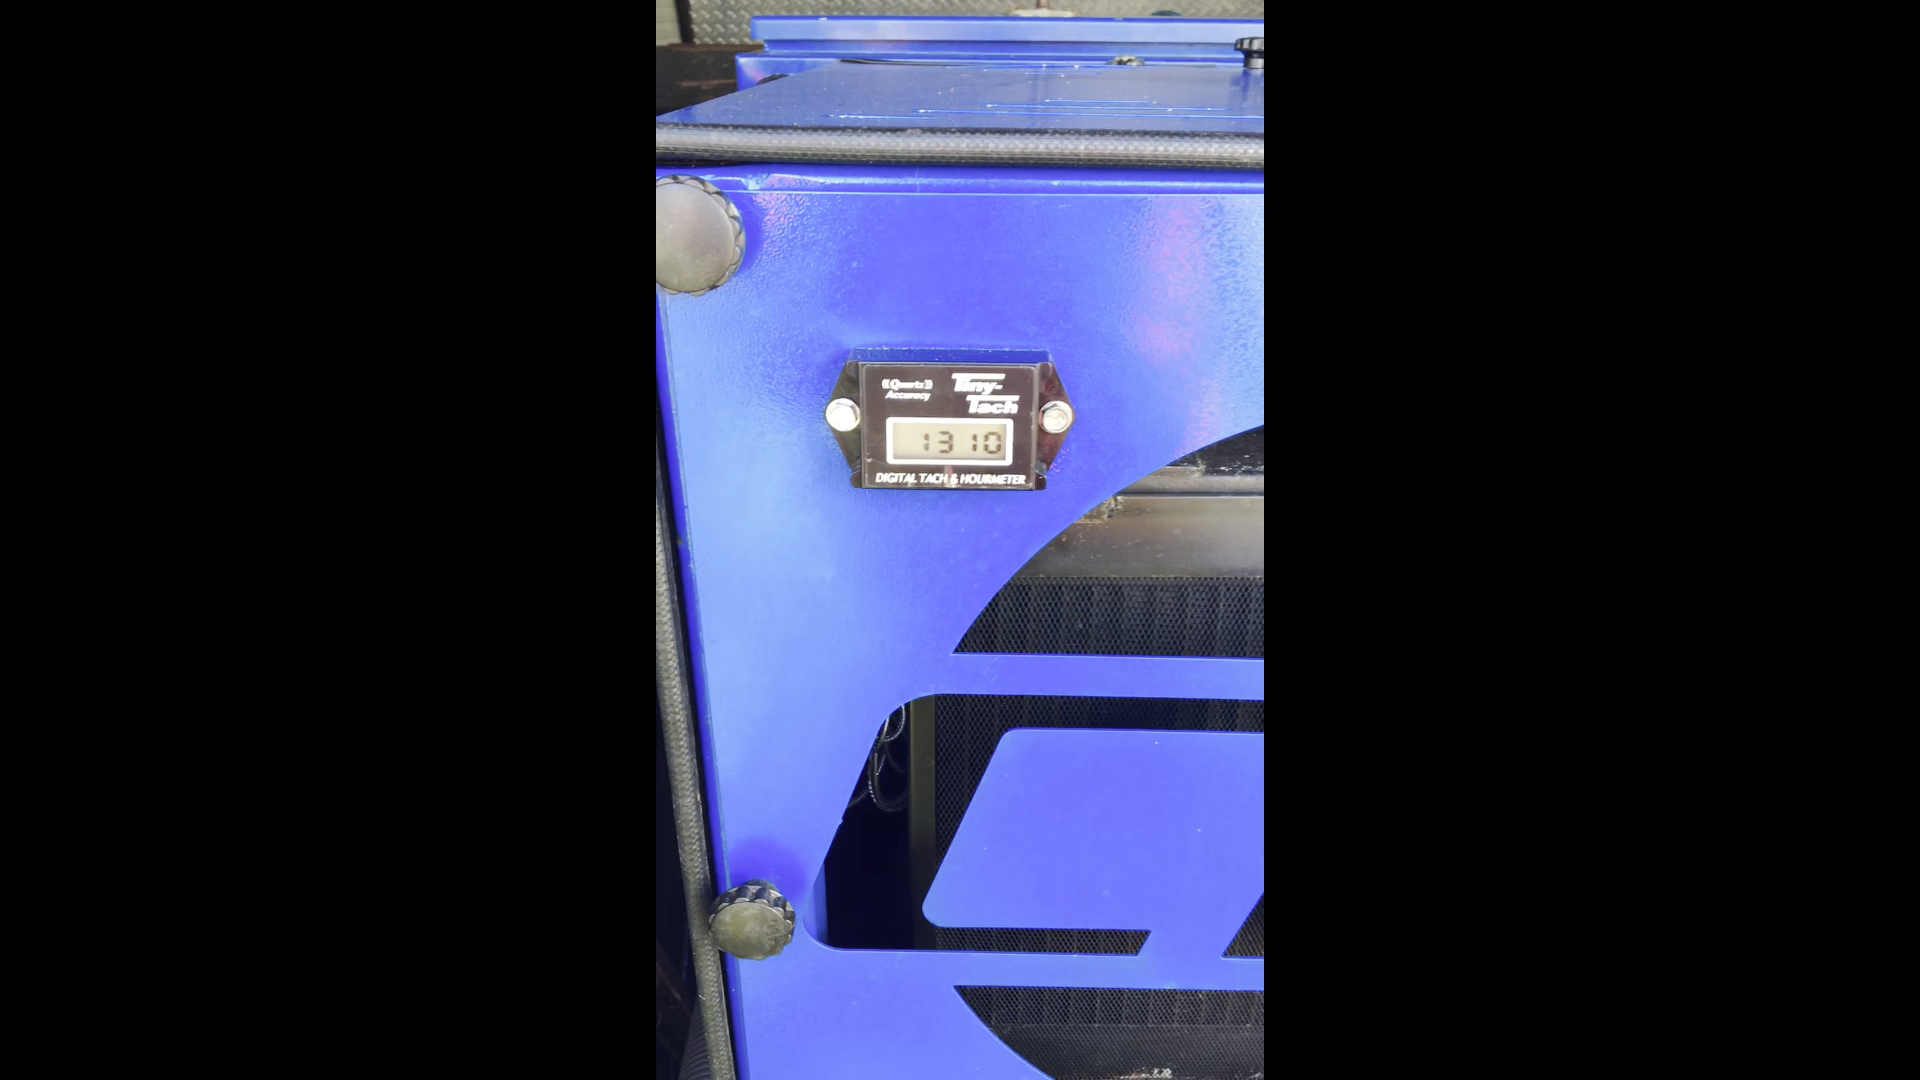 Quartz
Accuracy
Tiny-
Tach
1310
DIGITAL TACH & HOURMETER